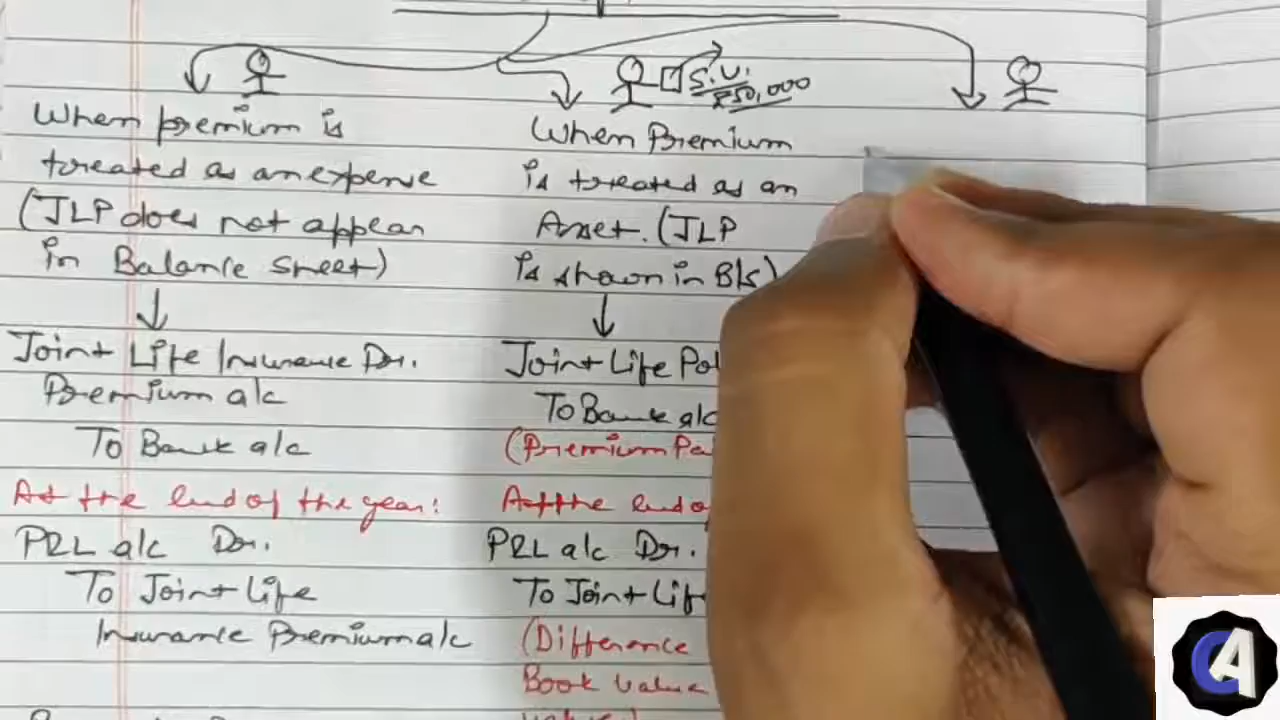 S.V.
₹50,000
When premium is
treated as an expense
(JLP does not appear
in Balance Sheet)
Joint Life Insurance Dr.
Premium a/c
To Bank a/c
At the end of the year:
P&L a/c Dr.
To Joint Life
Insurance Premium a/c
When Premium
is treated as an
Asset. (JLP
is shown in B/s)
Joint Life Pol
To Bank a/c
(Premium Pa
At the end of
P&L a/c Dr.
To Joint Life
(Difference
Book Value
CA